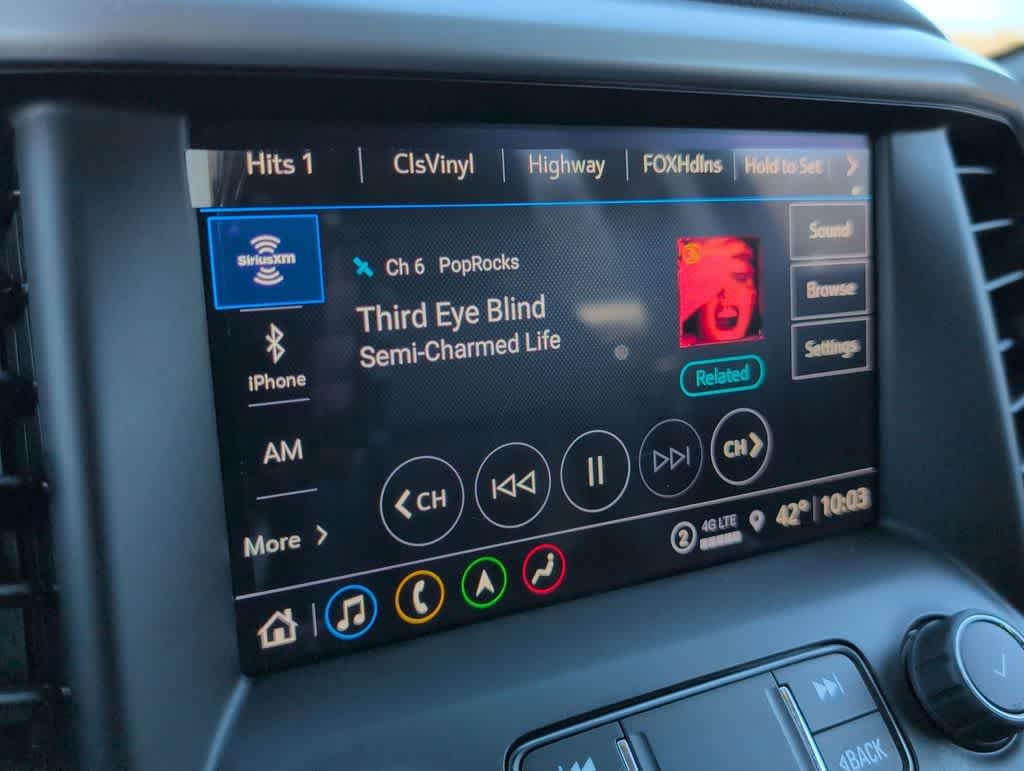 Hits 1
ClsVinyl
Highway
FOXHdlns
Hold to Set
SiriusXM
Ch 6 PopRocks
Third Eye Blind
Semi-Charmed Life
Related
Sound
Browse
Settings
iPhone
AM
More
CH
CH
2
4G LTE
42°
10:03
BACK